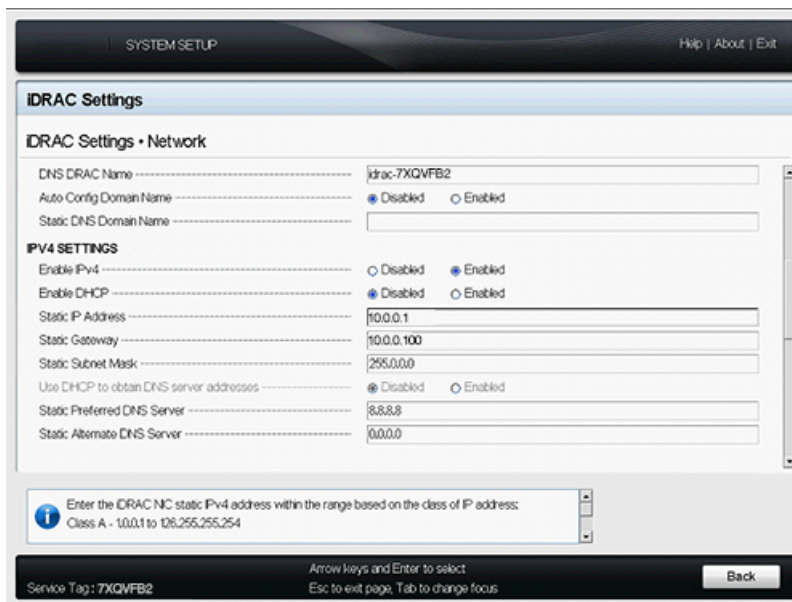 SYSTEM SETUP
Help | About | Exit
iDRAC Settings
iDRAC Settings • Network
DNS DRAC Name idrac-7XQVFB2
Auto Config Domain Name Disabled Enabled
Static DNS Domain Name
IPV4 SETTINGS
Enable IPv4 Disabled Enabled
Enable DHCP Disabled Enabled
Static IP Address 10.0.0.1
Static Gateway 10.0.0.100
Static Subnet Mask 255.0.0.0
Use DHCP to obtain DNS server addresses Disabled Enabled
Static Preferred DNS Server 8.8.8.8
Static Alternate DNS Server 0.0.0.0
Enter the iDRAC NIC static IPv4 address within the range based on the class of IP address:
Class A - 1.0.0.1 to 126.255.255.254
Arrow keys and Enter to select
Service Tag : 7XQVFB2 Esc to exit page, Tab to change focus
Back